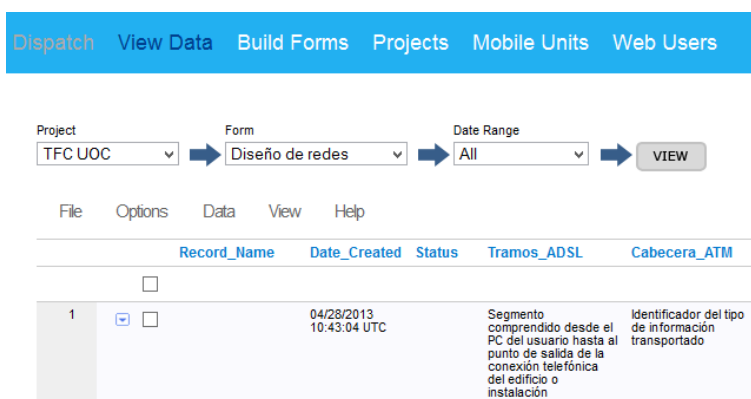 Dispatch View Data Build Forms Projects Mobile Units Web Users
Project Form Date Range
TFC UOC Diseño de redes All VIEW
File Options Data View Help
Record_Name Date_Created Status Tramos_ADSL Cabecera_ATM
1 04/28/2013 Segmento Identificador del tipo
10:43:04 UTC comprendido desde el de información
PC del usuario hasta al transportado
punto de salida de la
conexión telefónica
del edificio o
instalación